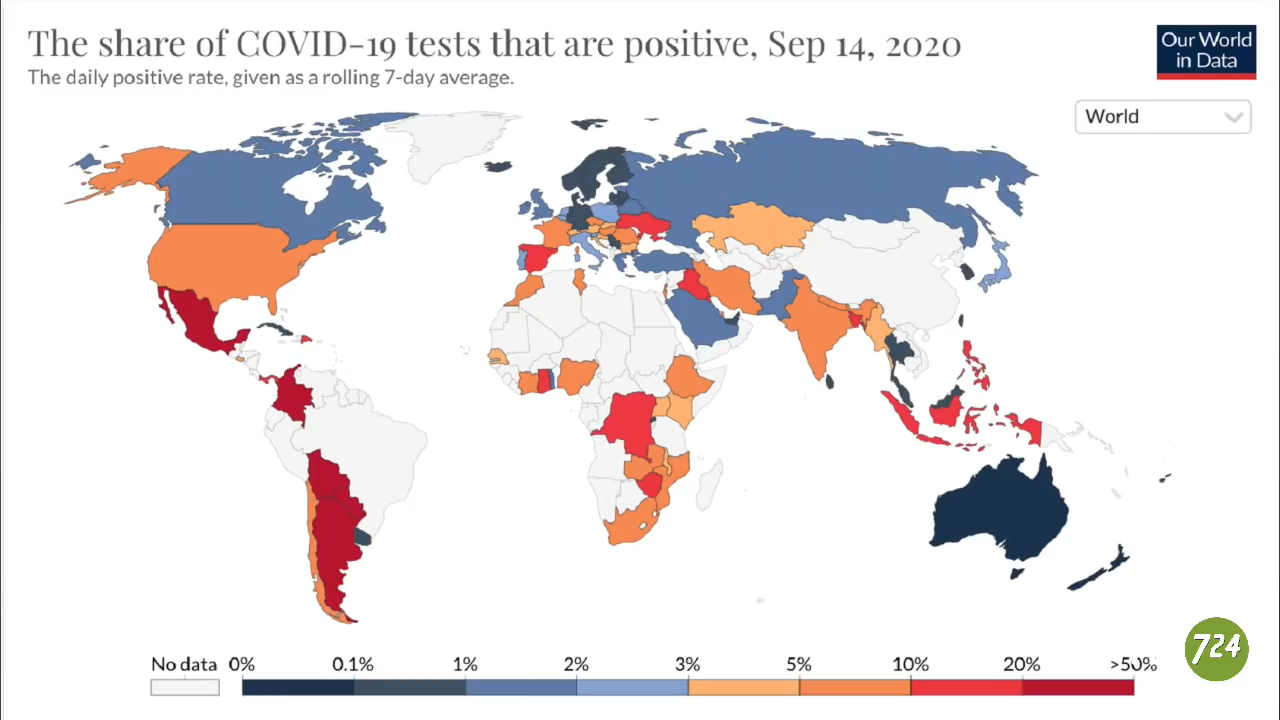 The share of COVID-19 tests that are positive, Sep 14, 2020
The daily positive rate, given as a rolling 7-day average.
Our World
in Data
World
No data 0% 0.1% 1% 2% 3% 5% 10% 20% >50%
724